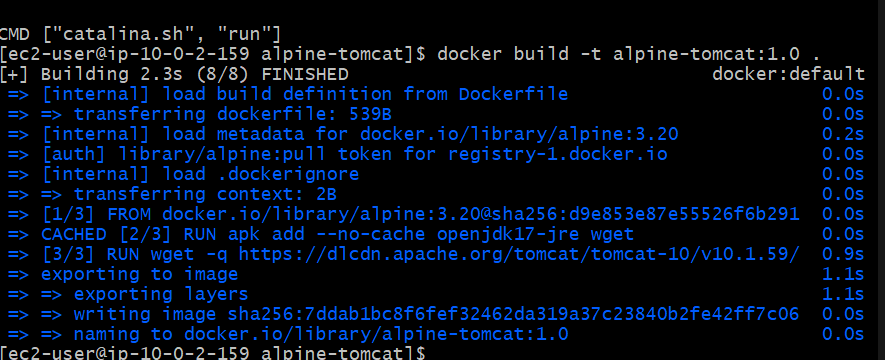 CMD ["catalina.sh", "run"]
[ec2-user@ip-10-0-2-159 alpine-tomcat]$ docker build -t alpine-tomcat:1.0 .
[+] Building 2.3s (8/8) FINISHED docker:default
=> [internal] load build definition from Dockerfile 0.0s
=> => transferring dockerfile: 539B 0.0s
=> [internal] load metadata for docker.io/library/alpine:3.20 0.2s
=> [auth] library/alpine:pull token for registry-1.docker.io 0.0s
=> [internal] load .dockerignore 0.0s
=> => transferring context: 2B 0.0s
=> [1/3] FROM docker.io/library/alpine:3.20@sha256:d9e853e87e55526f6b291 0.0s
=> CACHED [2/3] RUN apk add --no-cache openjdk17-jre wget 0.0s
=> [3/3] RUN wget -q https://dlcdn.apache.org/tomcat/tomcat-10/v10.1.59/ 0.9s
=> exporting to image 1.1s
=> => exporting layers 1.1s
=> => writing image sha256:7ddab1bc8f6fef32462da319a37c23840b2fe42ff7c06 0.0s
=> => naming to docker.io/library/alpine-tomcat:1.0 0.0s
[ec2-user@ip-10-0-2-159 alpine-tomcat]$